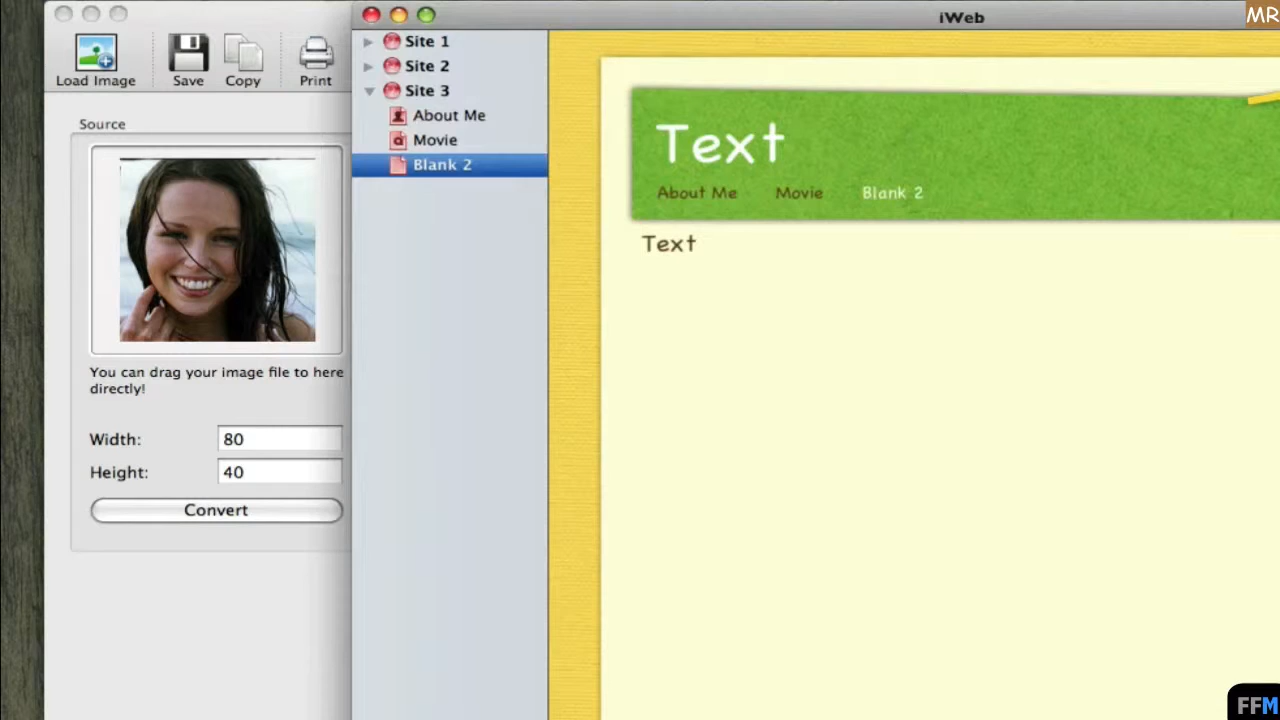 iWeb
MR
Load Image
Save
Copy
Print
Source
You can drag your image file to here
directly!
Width:
80
Height:
40
Convert
Site 1
Site 2
Site 3
About Me
Movie
Blank 2
Text
About Me
Movie
Blank 2
Text
FFM